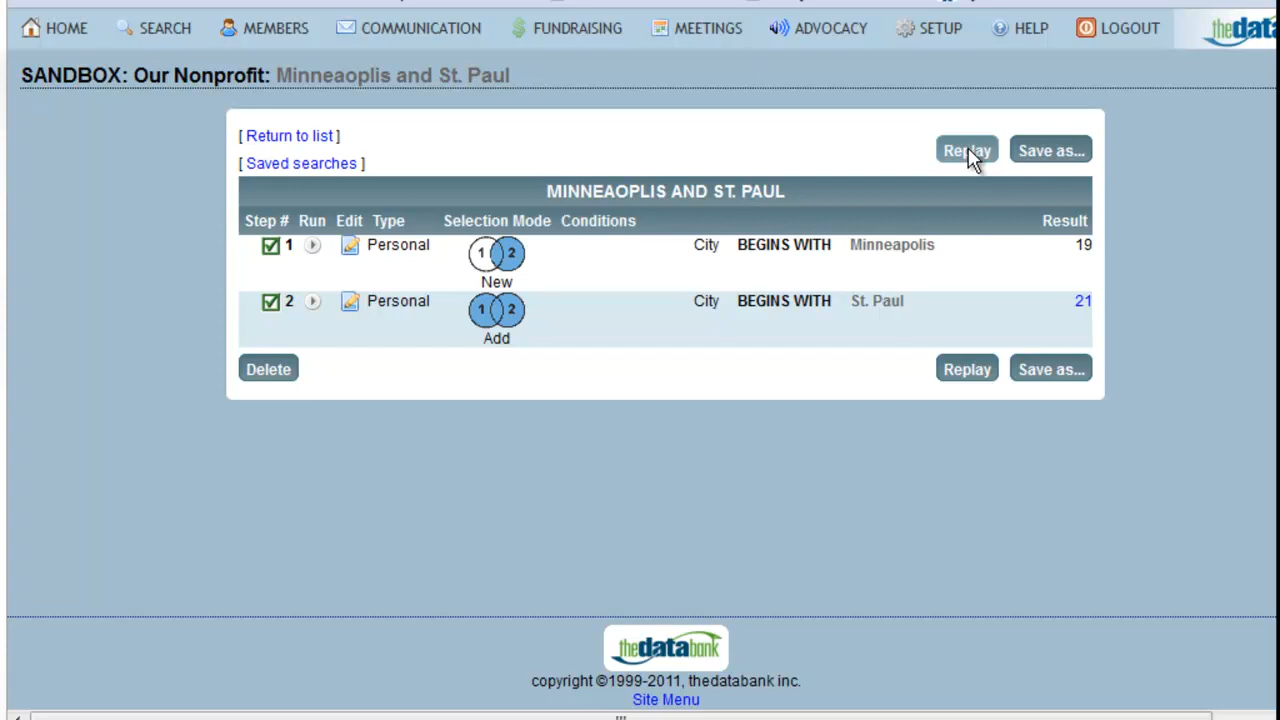 HOME SEARCH MEMBERS COMMUNICATION FUNDRAISING MEETINGS ADVOCACY SETUP HELP LOGOUT thedata
SANDBOX: Our Nonprofit: Minneaoplis and St. Paul
[ Return to list ]
Replay Save as...
[ Saved searches ]
MINNEAOPLIS AND ST. PAUL
Step # Run Edit Type Selection Mode Conditions Result
1 Personal 1 2 City BEGINS WITH Minneapolis 19
New
2 Personal 1 2 City BEGINS WITH St. Paul 21
Add
Delete Replay Save as...
thedatabank
copyright ©1999-2011, thedatabank inc.
Site Menu